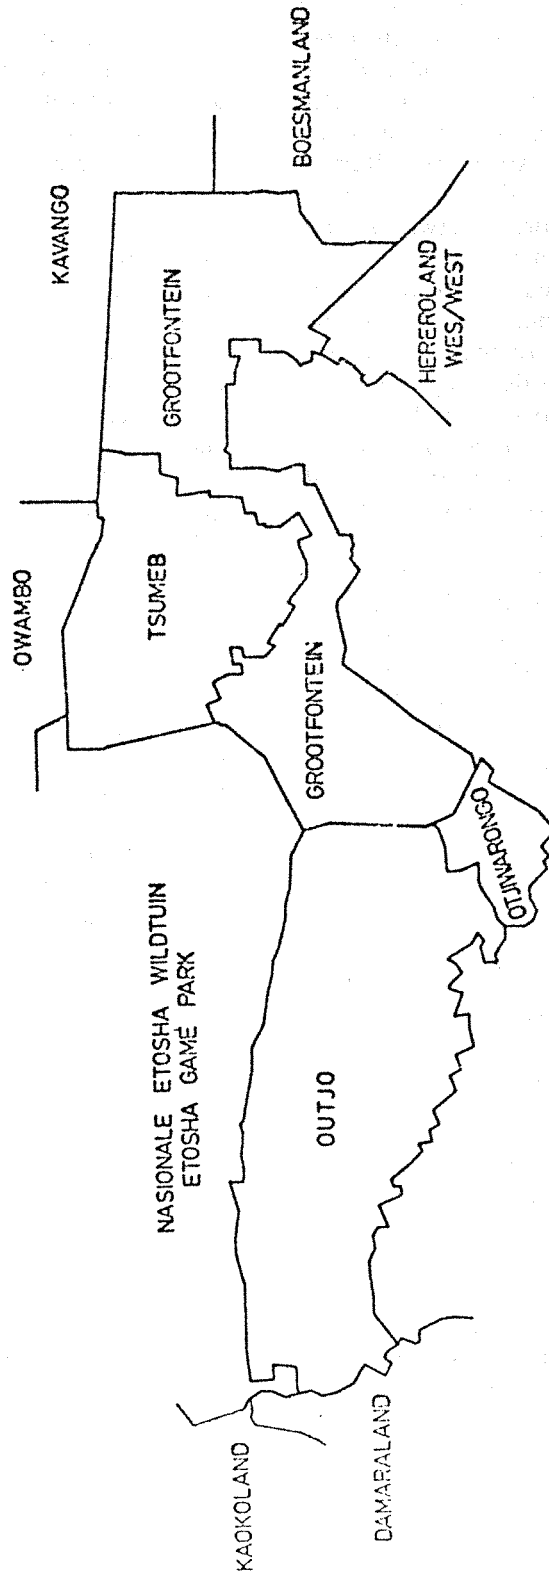 KAOKOLAND
DAMARALAND
NASIONALE ETOSHA WILDTUIN
ETOSHA GAME PARK
OUTJO
OTJIWARONGO
OWAMBO
TSUMEB
GROOTFONTEIN
GROOTFONTEIN
KAVANGO
BOESMANLAND
HEREROLAND
WES/WEST